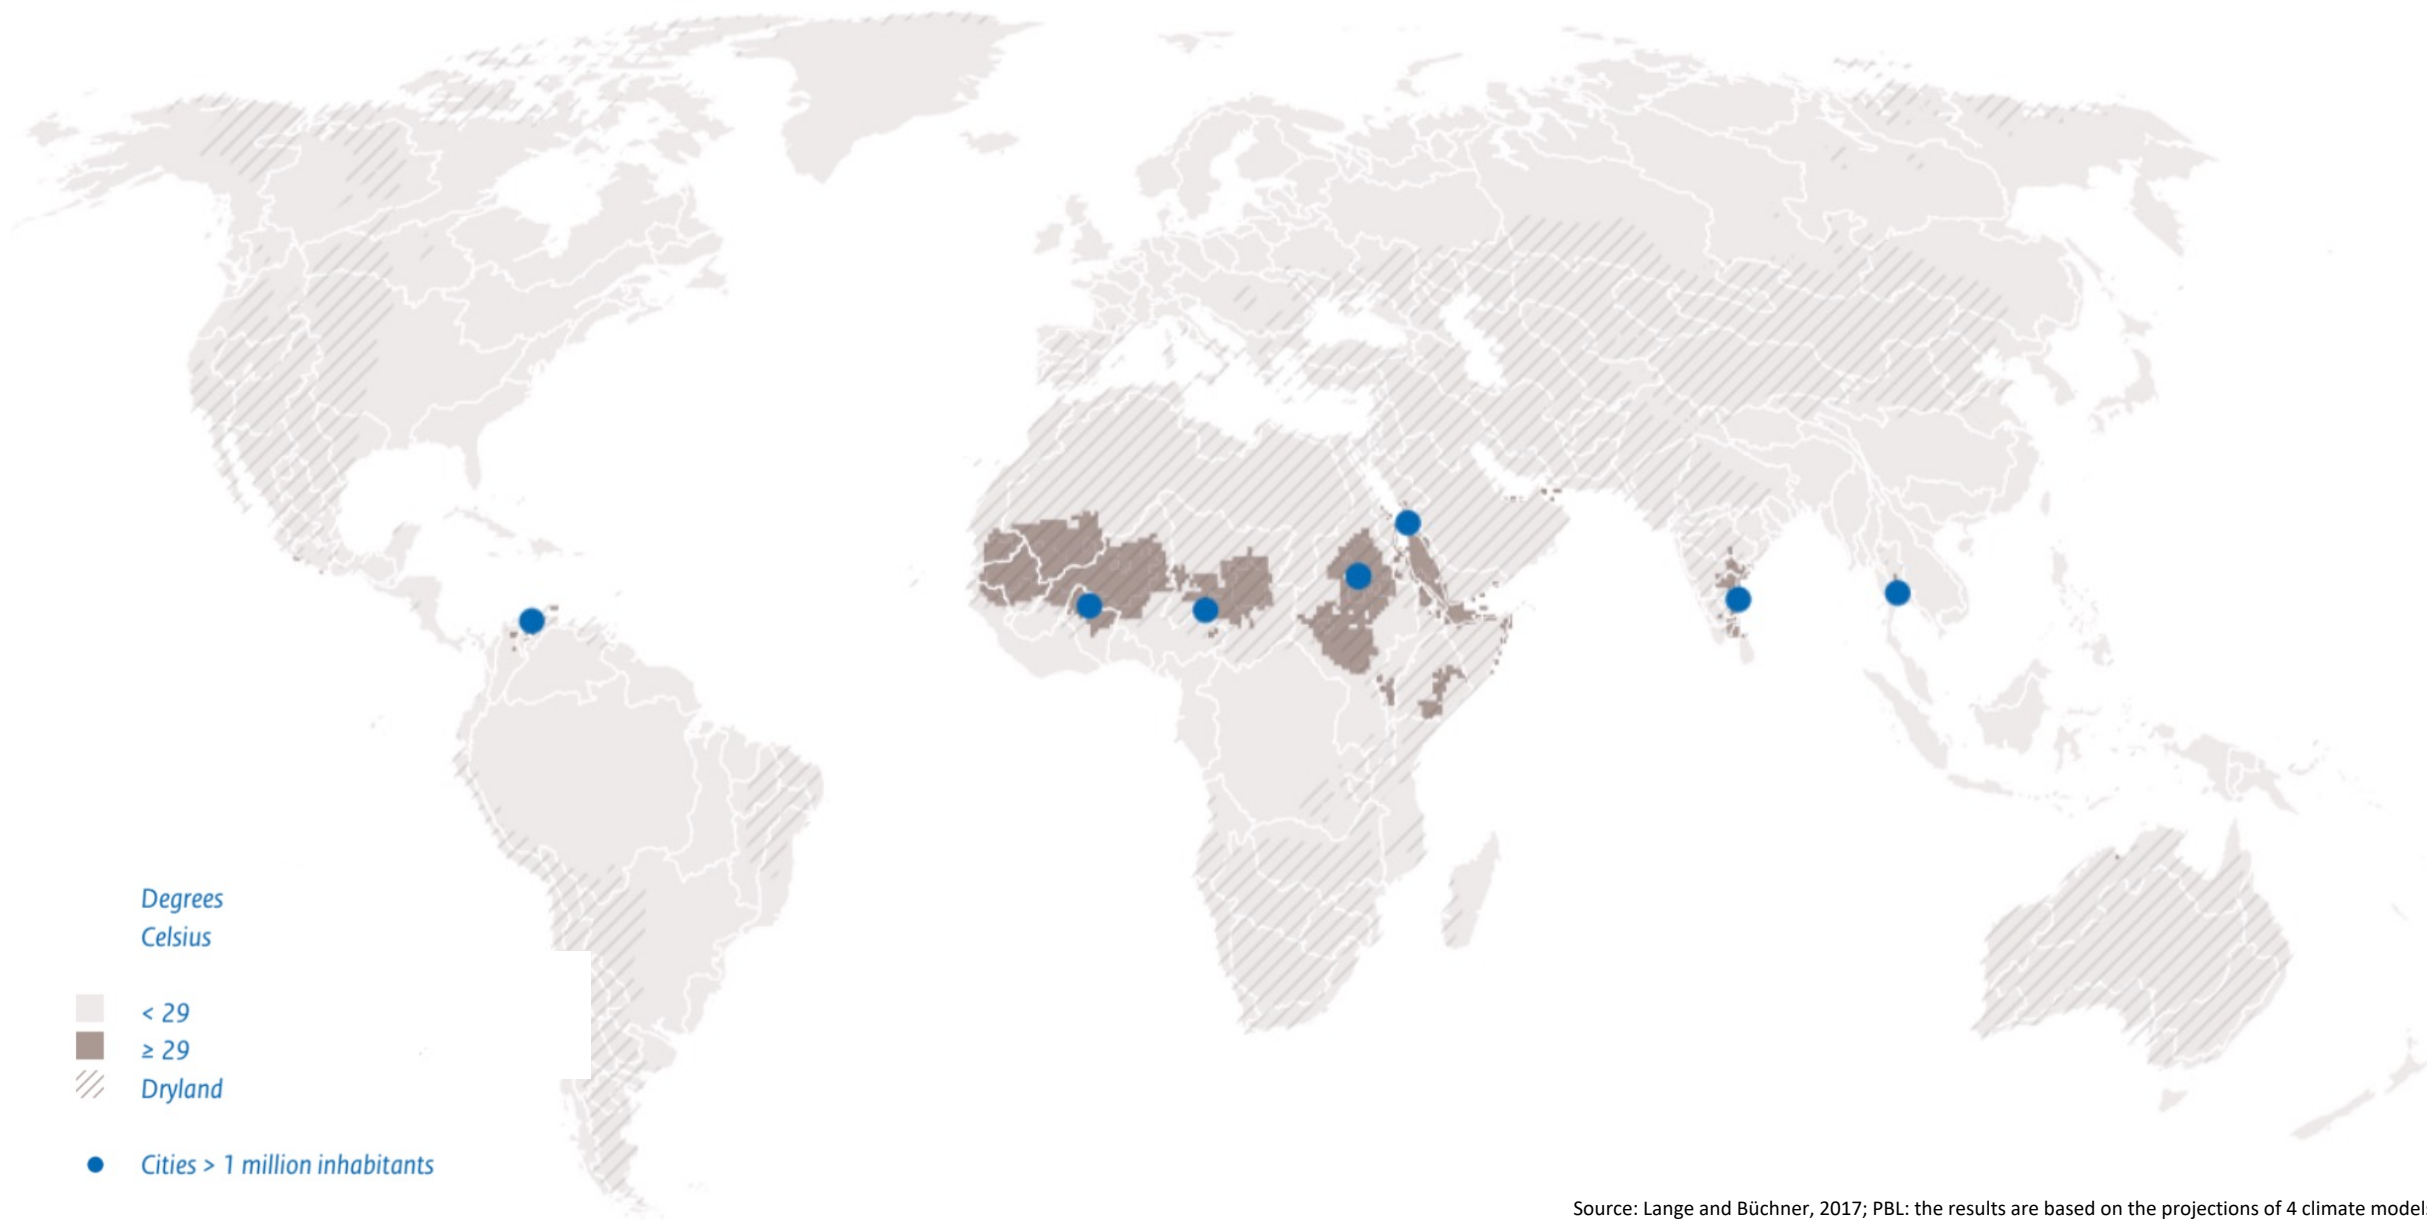 Degrees
Celsius
< 29
≥ 29
Dryland
Cities > 1 million inhabitants
Source: Lange and Büchner, 2017; PBL: the results are based on the projections of 4 climate models